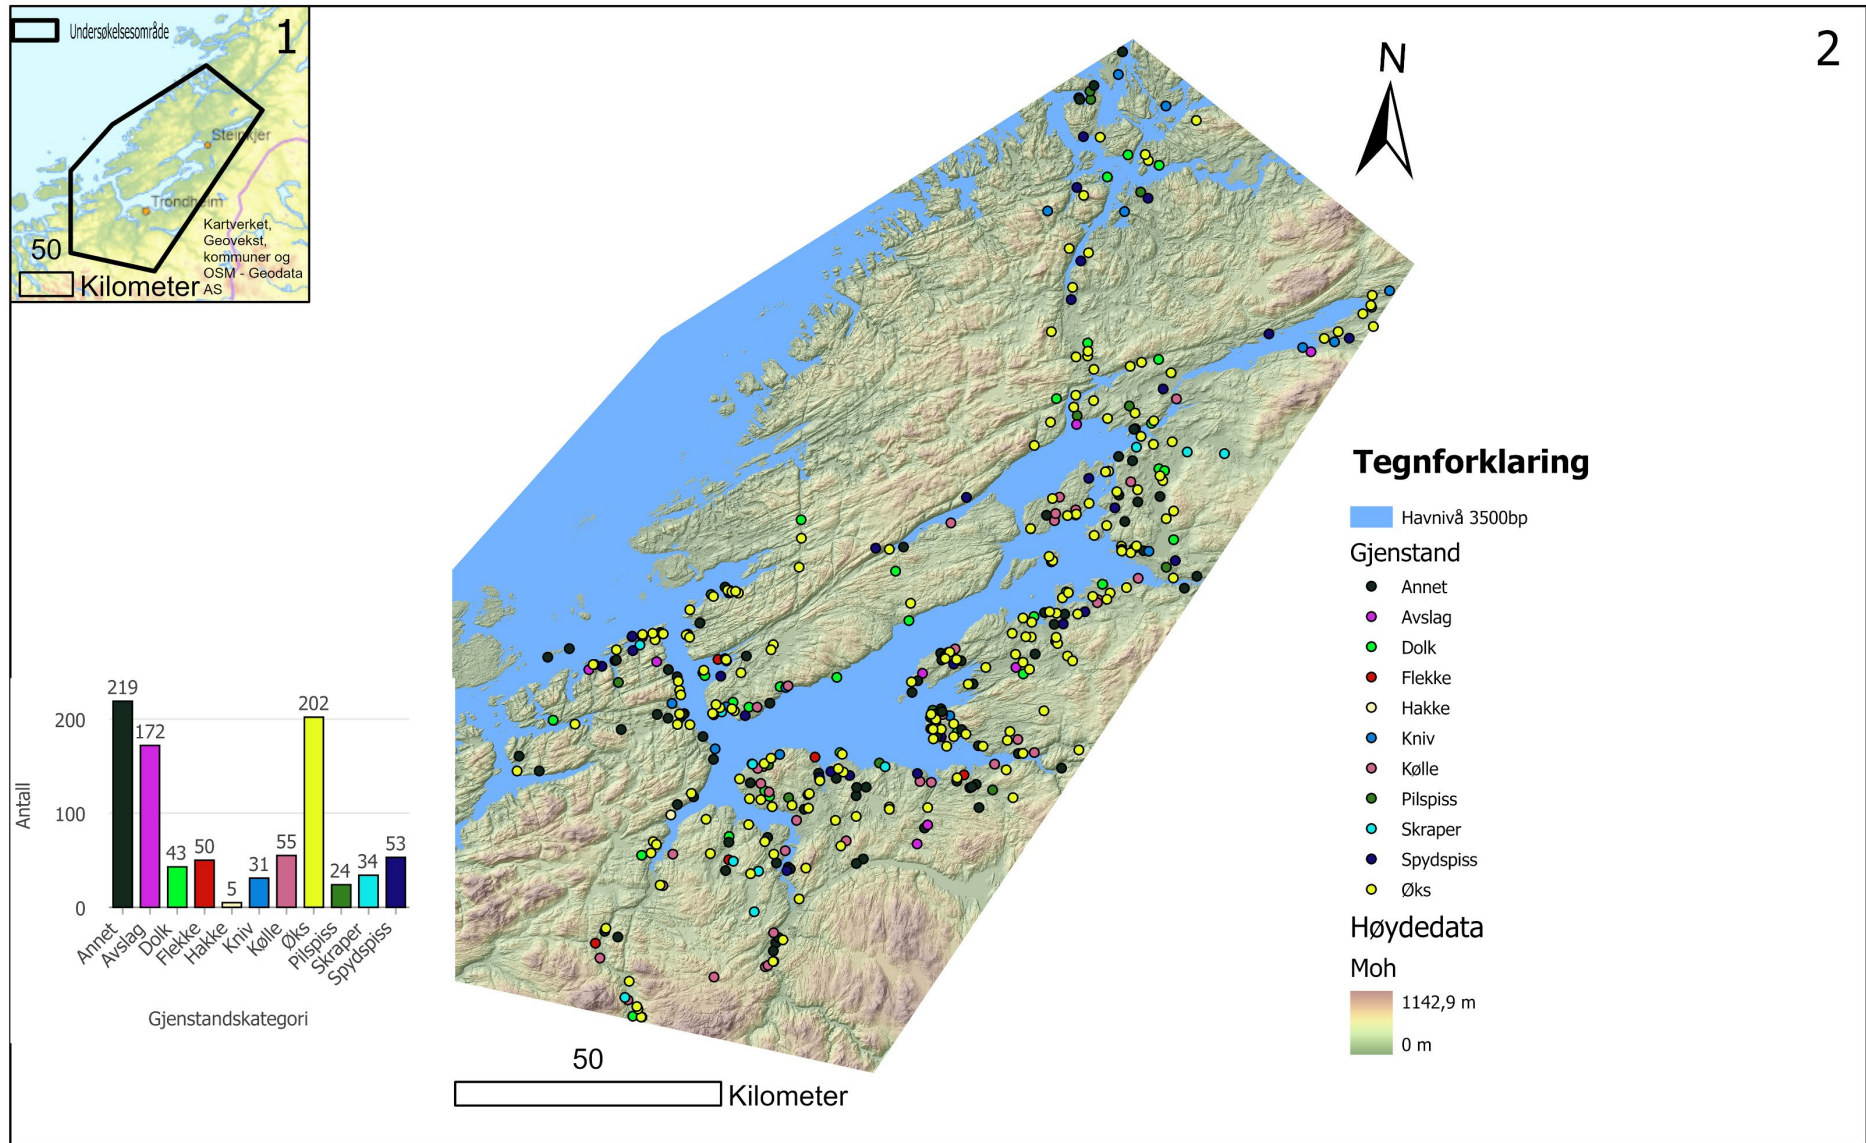 Undersøkelsesområde
1
Steinkjer
Trondheim
Kartverket,
Geovekst,
kommuner og
OSM - Geodata
AS
50
Kilometer
2
N
Tegnforklaring
Havnivå 3500bp
Gjenstand
Annet
Avslag
Dolk
Flekke
Hakke
Kniv
Kølle
Pilspiss
Skraper
Spydspiss
Øks
Høydedata
Moh
1142,9 m
0 m
Antall
200
100
0
219
172
43
50
5
31
55
202
24
34
53
Annet
Avslag
Dolk
Flekke
Hakke
Kniv
Kølle
Øks
Pilspiss
Skraper
Spydspiss
Gjenstandskategori
50
Kilometer